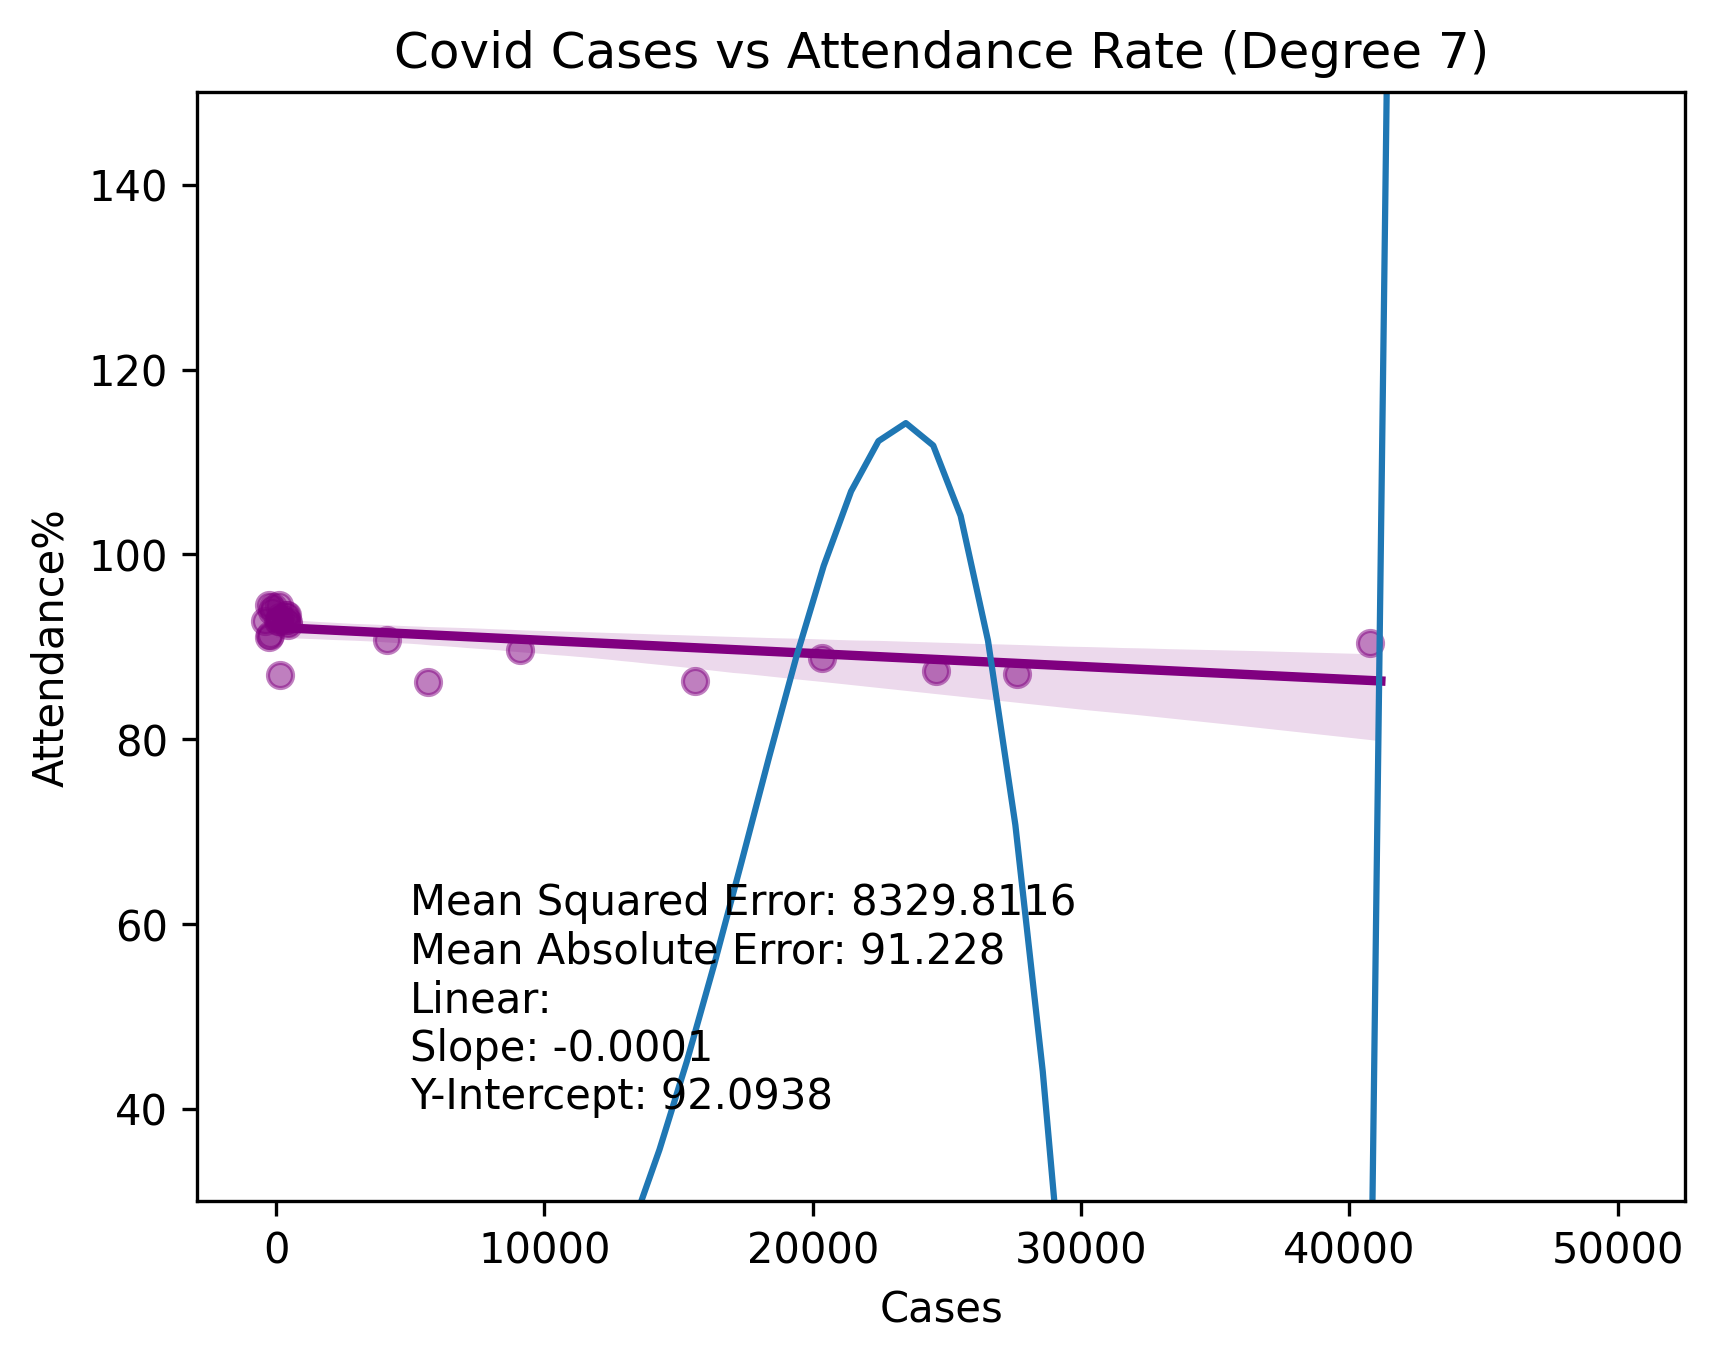 Covid Cases vs Attendance Rate (Degree 7)
140
120
100
80
60
40
Attendance%
Mean Squared Error: 8329.8116
Mean Absolute Error: 91.228
Linear:
Slope: -0.0001
Y-Intercept: 92.0938
0 10000 20000 30000 40000 50000
Cases